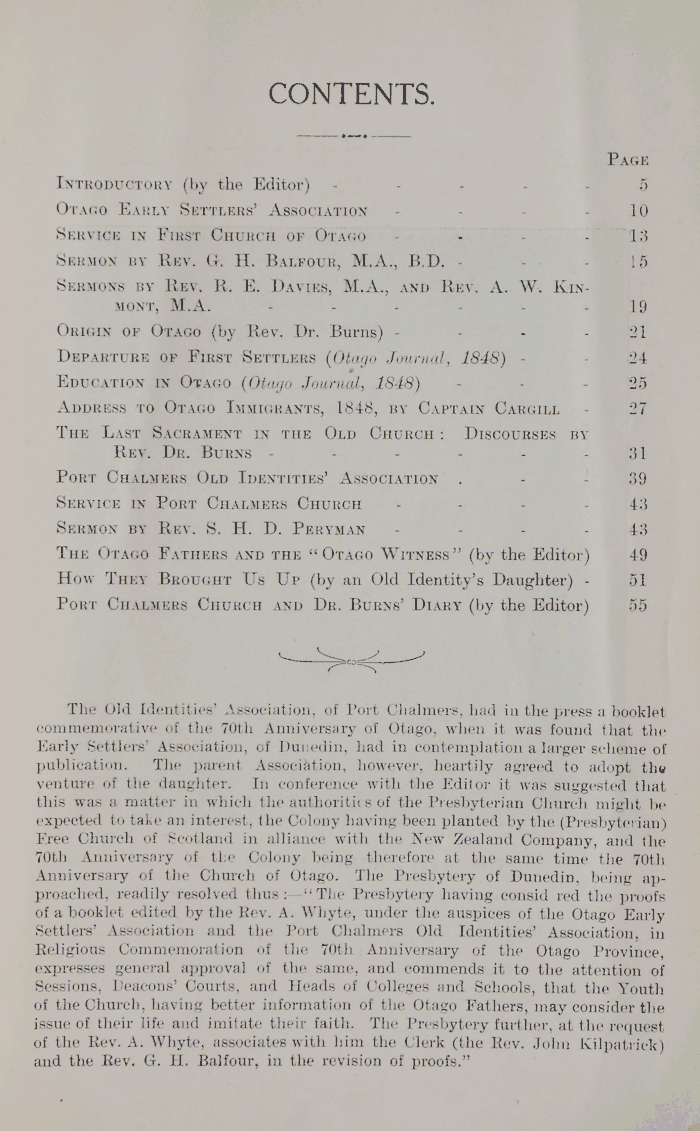 CONTENTS.
PAGE
INTRODUCTORY (by the Editor) - - - - - 5
OTAGO EARLY SETTLERS' ASSOCIATION - - - - 10
SERVICE IN FIRST CHURCH OF OTAGO - - - - 13
SERMON BY REV. G. H. BALFOUR, M.A., B.D. - - - 15
SERMONS BY REV. R. E. DAVIES, M.A., AND REV. A. W. KIN-
MONT, M.A. - - - - - - 19
ORIGIN OF OTAGO (by Rev. Dr. Burns) - - - - 21
DEPARTURE OF FIRST SETTLERS (Otago Journal, 1848) - - 24
EDUCATION IN OTAGO (Otago Journal, 1848) - - - 25
ADDRESS TO OTAGO IMMIGRANTS, 1848, BY CAPTAIN CARGILL - 27
THE LAST SACRAMENT IN THE OLD CHURCH: DISCOURSES BY
REV. DR. BURNS - - - - - - 31
PORT CHALMERS OLD IDENTITIES' ASSOCIATION . - - 39
SERVICE IN PORT CHALMERS CHURCH - - - - 43
SERMON BY REV. S. H. D. PERYMAN - - - - 43
THE OTAGO FATHERS AND THE "OTAGO WITNESS" (by the Editor) 49
HOW THEY BROUGHT US UP (by an Old Identity's Daughter) - 51
PORT CHALMERS CHURCH AND DR. BURNS' DIARY (by the Editor) 55
The Old Identities' Association, of Port Chalmers, had in the press a booklet
commemorative of the 70th Anniversary of Otago, when it was found that the
Early Settlers' Association, of Dunedin, had in contemplation a larger scheme of
publication. The parent Association, however, heartily agreed to adopt the
venture of the daughter. In conference with the Editor it was suggested that
this was a matter in which the authorities of the Presbyterian Church might be
expected to take an interest, the Colony having been planted by the (Presbyterian)
Free Church of Scotland in alliance with the New Zealand Company, and the
70th Anniversary of the Colony being therefore at the same time the 70th
Anniversary of the Church of Otago. The Presbytery of Dunedin, being ap-
proached, readily resolved thus:—"The Presbytery having consid red the proofs
of a booklet edited by the Rev. A. Whyte, under the auspices of the Otago Early
Settlers' Association and the Port Chalmers Old Identities' Association, in
Religious Commemoration of the 70th Anniversary of the Otago Province,
expresses general approval of the same, and commends it to the attention of
Sessions, Deacons' Courts, and Heads of Colleges and Schools, that the Youth
of the Church, having better information of the Otago Fathers, may consider the
issue of their life and imitate their faith. The Presbytery further, at the request
of the Rev. A. Whyte, associates with him the Clerk (the Rev. John Kilpatrick)
and the Rev. G. H. Balfour, in the revision of proofs."